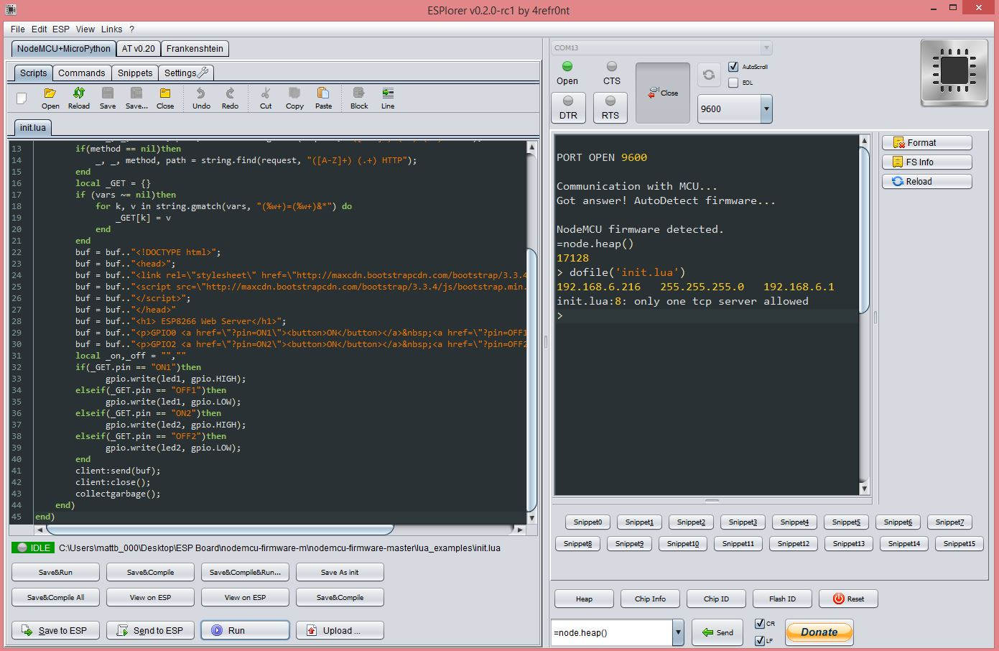 ESPlorer v0.2.0-rc1 by 4refr0nt
File Edit ESP View Links ?
NodeMCU+MicroPython AT v0.20 Frankenshtein
Scripts Commands Snippets Settings
Open Reload Save Save... Close Undo Redo Cut Copy Paste Block Line
init.lua
13 if(method == nil)then
14 _, _, method, path = string.find(request, "([A-Z]+) (.+) HTTP");
15 end
16 local _GET = {}
17 if (vars ~= nil)then
18 for k, v in string.gmatch(vars, "(%w+)=(%w+)&*") do
19 _GET[k] = v
20 end
21 end
22 buf = buf.."<!DOCTYPE html>";
23 buf = buf.."<head>";
24 buf = buf.."<link rel=\"stylesheet\" href=\"http://maxcdn.bootstrapcdn.com/bootstrap/3.3.4
25 buf = buf.."<script src=\"http://maxcdn.bootstrapcdn.com/bootstrap/3.3.4/js/bootstrap.min.
26 buf = buf.."</script>";
27 buf = buf.."</head>"
28 buf = buf.."<h1> ESP8266 Web Server</h1>";
29 buf = buf.."<p>GPIO0 <a href=\"?pin=ON1\"><button>ON</button></a>&nbsp;<a href=\"?pin=OFF1
30 buf = buf.."<p>GPIO2 <a href=\"?pin=ON2\"><button>ON</button></a>&nbsp;<a href=\"?pin=OFF2
31 local _on,_off = "",""
32 if(_GET.pin == "ON1")then
33 gpio.write(led1, gpio.HIGH);
34 elseif(_GET.pin == "OFF1")then
35 gpio.write(led1, gpio.LOW);
36 elseif(_GET.pin == "ON2")then
37 gpio.write(led2, gpio.HIGH);
38 elseif(_GET.pin == "OFF2")then
39 gpio.write(led2, gpio.LOW);
40 end
41 client:send(buf);
42 client:close();
43 collectgarbage();
44 end)
45 end)
IDLE C:\Users\mattb_000\Desktop\ESP Board\nodemcu-firmware-m\nodemcu-firmware-master\lua_examples\init.lua
Save&Run Save&Compile Save&Compile&Run... Save As init
Save&Compile All View on ESP View on ESP Save&Compile
Save to ESP Send to ESP Run Upload ...
COM13
Open CTS Close AutoScroll
EOL
DTR RTS 9600
PORT OPEN 9600
Communication with MCU...
Got answer! AutoDetect firmware...
NodeMCU firmware detected.
=node.heap()
17128
> dofile('init.lua')
192.168.6.216 255.255.255.0 192.168.6.1
init.lua:8: only one tcp server allowed
>
Format
FS Info
Reload
Snippet0 Snippet1 Snippet2 Snippet3 Snippet4 Snippet5 Snippet6 Snippet7
Snippet8 Snippet9 Snippet10 Snippet11 Snippet12 Snippet13 Snippet14 Snippet15
Heap Chip Info Chip ID Flash ID Reset
=node.heap() Send CR Donate
LF